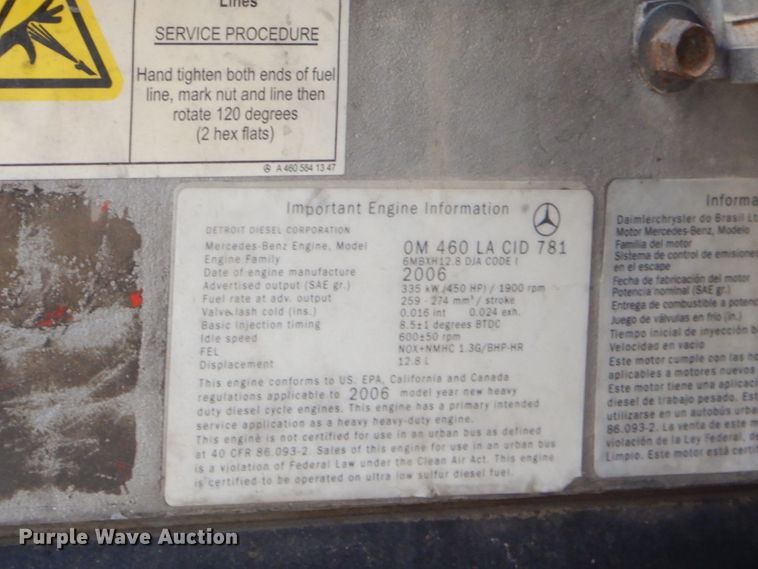 Lines
SERVICE PROCEDURE
Hand tighten both ends of fuel
line, mark nut and line then
rotate 120 degrees
(2 hex flats)
A 460 584 13 47
Important Engine Information
DETROIT DIESEL CORPORATION
Mercedes-Benz Engine, Model OM 460 LA CID 781
Engine Family 6MBXH12.8 DJA CODE I
Date of engine manufacture 2006
Advertised output (SAE gr.) 335 kW (450 HP) / 1900 rpm
Fuel rate at adv. output 259 - 274 mm³ / stroke
Valve lash cold (ins.) 0.016 int 0.024 exh.
Basic injection timing 8.5±1 degrees BTDC
Idle speed 600±50 rpm
FEL NOX+NMHC 1.3G/BHP-HR
Displacement 12.8 L
This engine conforms to US. EPA, California and Canada
regulations applicable to 2006 model year new heavy
duty diesel cycle engines. This engine has a primary intended
service application as a heavy heavy-duty engine.
This engine is not certified for use in an urban bus as defined
at 40 CFR 86.093-2. Sales of this engine for use in an urban bus
is a violation of Federal Law under the Clean Air Act. This engine
is certified to be operated on ultra low sulfur diesel fuel.
Informa
Daimlerchrysler do Brasil Lt
Motor Mercedes-Benz, Modelo
Familia del motor
Sistema de control de emisiones
en el escape
Fecha de fabricación del motor
Potencia nominal (SAE gr.)
Entrega de combustible a potenc
Juego de válvulas en frío (in.)
Tiempo inicial de inyección b
Velocidad en vacio
Este motor cumple con las no
aplicables a motores nuevos
Este motor tiene una aplicaci
diesel de trabajo pesado. Est
utilizarse en un autobús urba
86.093-2. La venta de este m
violación de la Ley Federal, de
Limpio. Este motor está certif
Purple Wave Auction